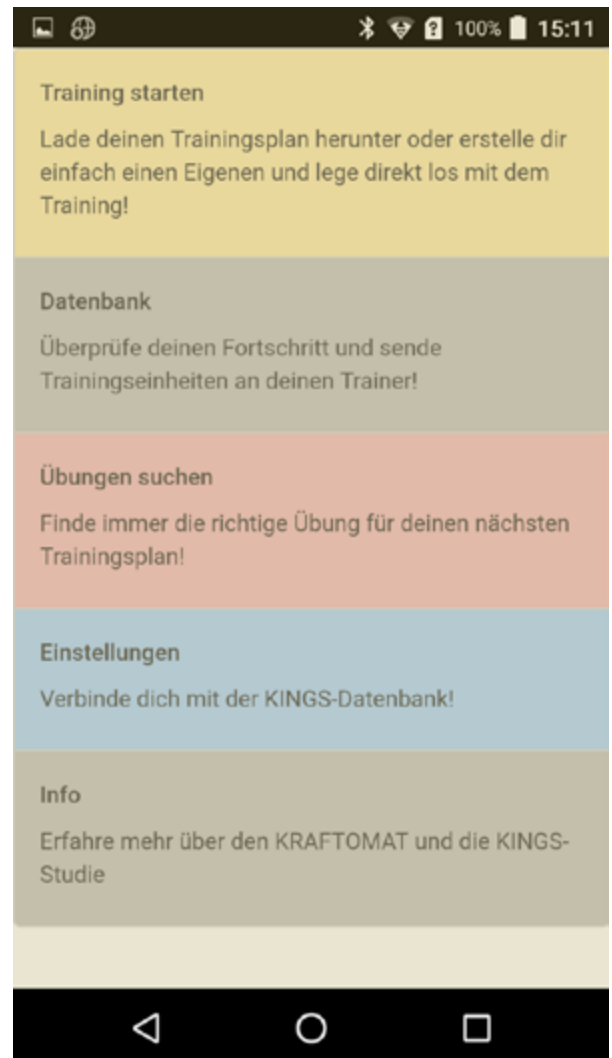 100% 15:11
Training starten
Lade deinen Trainingsplan herunter oder erstelle dir
einfach einen Eigenen und lege direkt los mit dem
Training!
Datenbank
Überprüfe deinen Fortschritt und sende
Trainingseinheiten an deinen Trainer!
Übungen suchen
Finde immer die richtige Übung für deinen nächsten
Trainingsplan!
Einstellungen
Verbinde dich mit der KINGS-Datenbank!
Info
Erfahre mehr über den KRAFTOMAT und die KINGS-
Studie